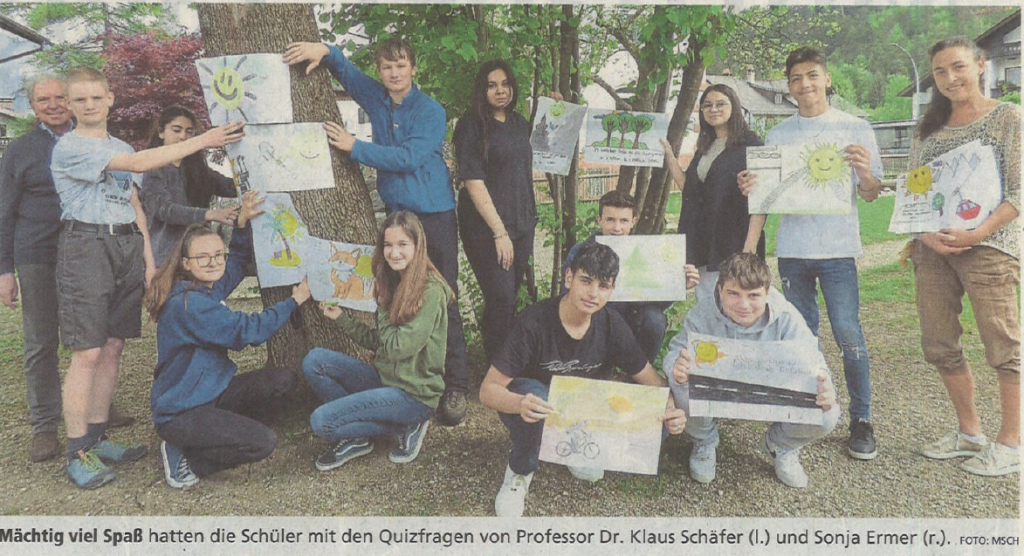 Mächtig viel Spaß hatten die Schüler mit den Quizfragen von Professor Dr. Klaus Schäfer (l.) und Sonja Ermer (r.). FOTO: MSCH